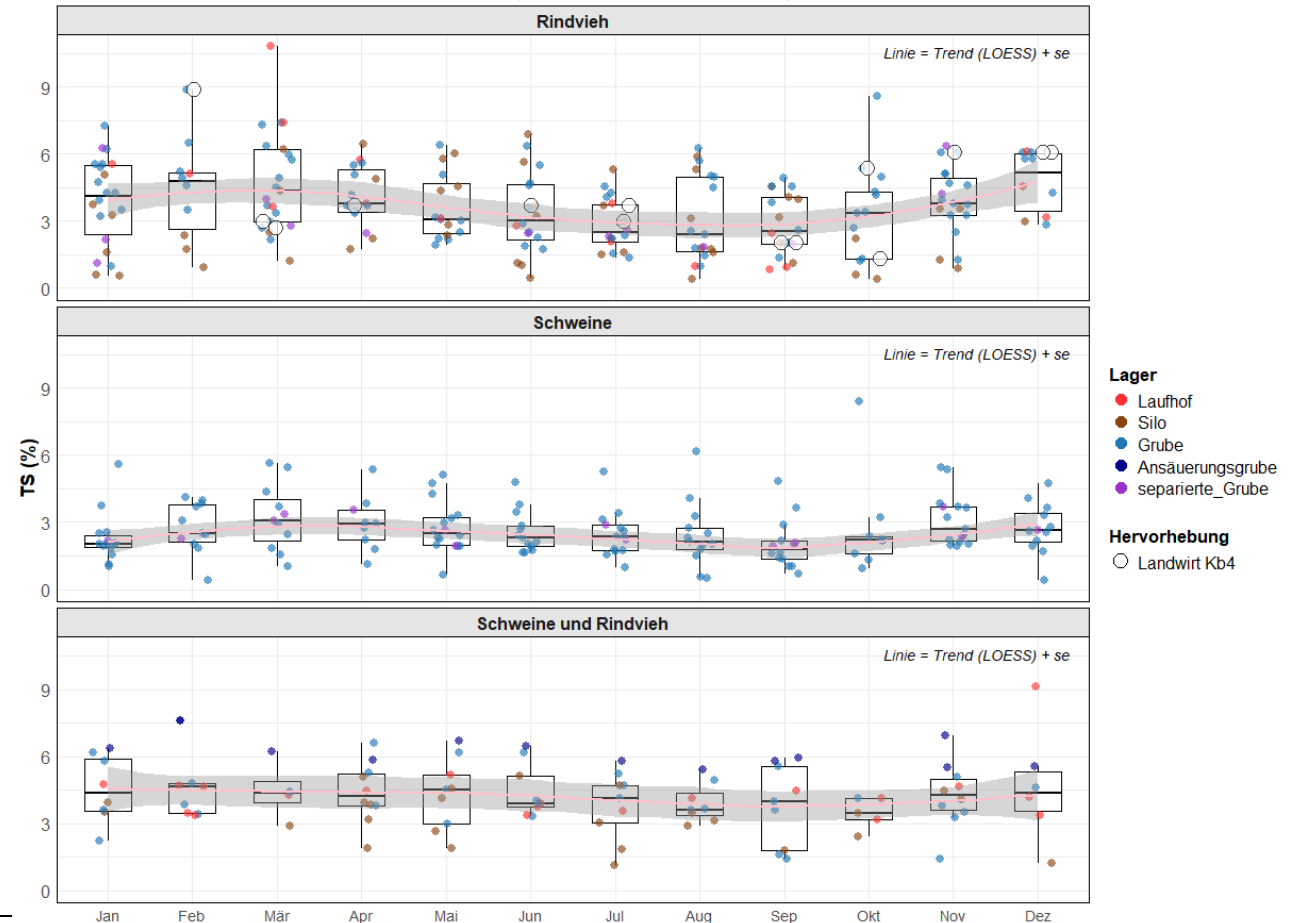 Rindvieh
Linie = Trend (LOESS) + se
9
6
3
0
Schweine
Linie = Trend (LOESS) + se
9
6
3
0
TS (%)
Schweine und Rindvieh
Linie = Trend (LOESS) + se
9
6
3
0
Jan Feb Mär Apr Mai Jun Jul Aug Sep Okt Nov Dez
Lager
Laufhof
Silo
Grube
Ansäuerungsgrube
separierte_Grube
Hervorhebung
Landwirt Kb4